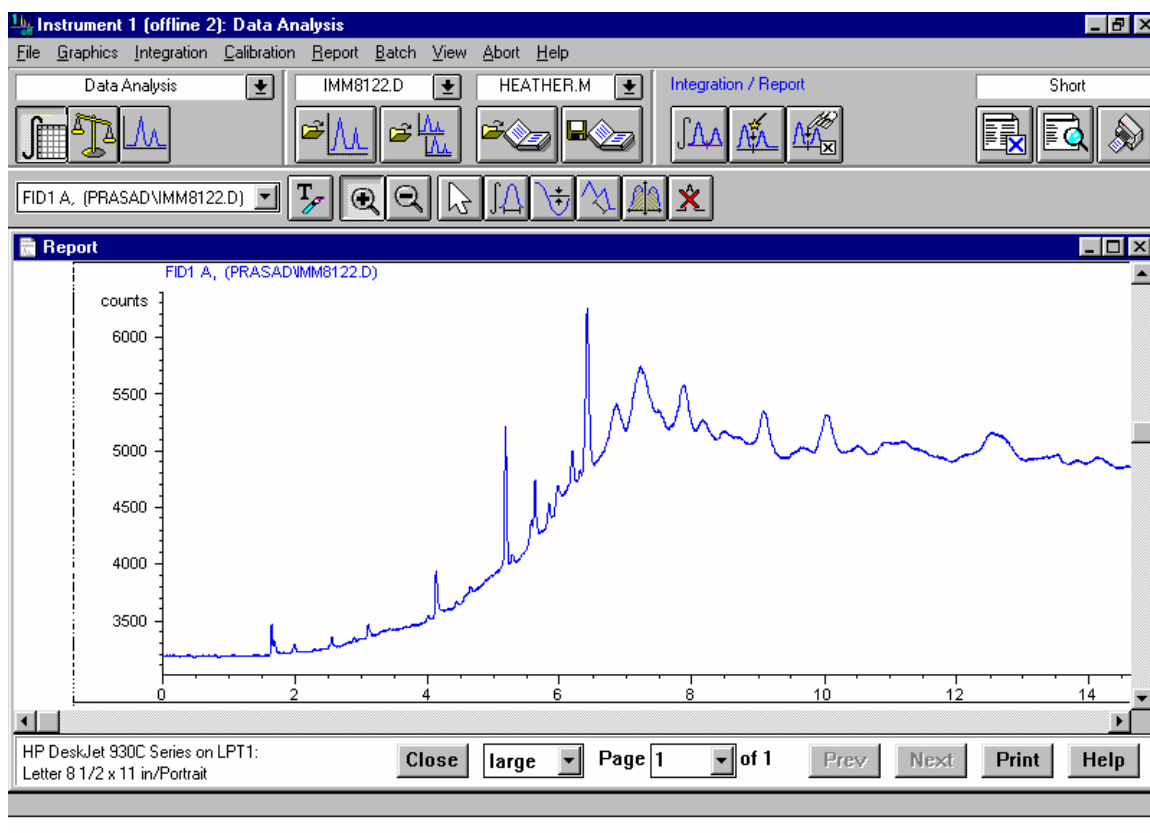 Instrument 1 (offline 2): Data Analysis
File Graphics Integration Calibration Report Batch View Abort Help
Data Analysis IMM8122.D HEATHER.M Integration / Report Short
FID1 A, (PRASAD\IMM8122.D)
Report
FID1 A, (PRASAD\IMM8122.D)
counts
6000
5500
5000
4500
4000
3500
0 2 4 6 8 10 12 14
HP DeskJet 930C Series on LPT1:
Letter 8 1/2 x 11 in/Portrait
Close large Page 1 of 1 Prev Next Print Help